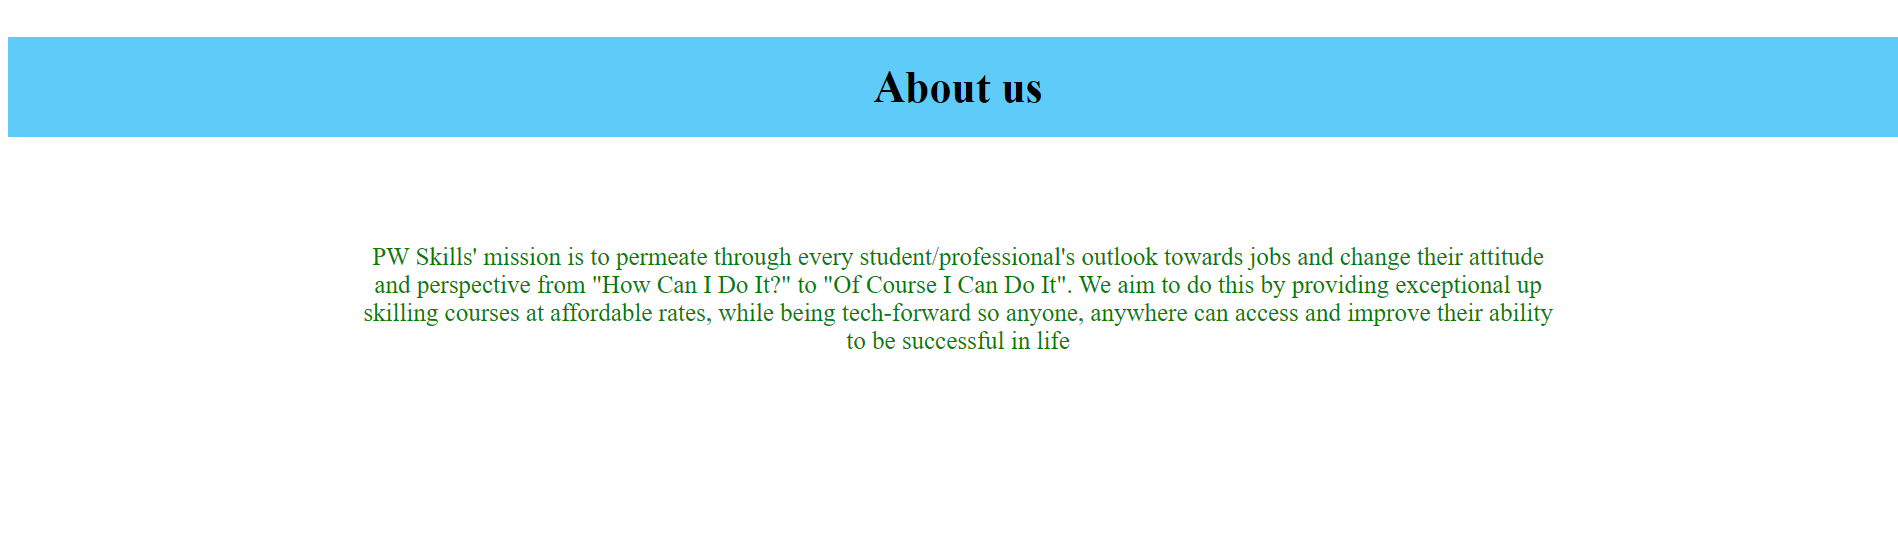 About us
PW Skills' mission is to permeate through every student/professional's outlook towards jobs and change their attitude
and perspective from "How Can I Do It?" to "Of Course I Can Do It". We aim to do this by providing exceptional up
skilling courses at affordable rates, while being tech-forward so anyone, anywhere can access and improve their ability
to be successful in life